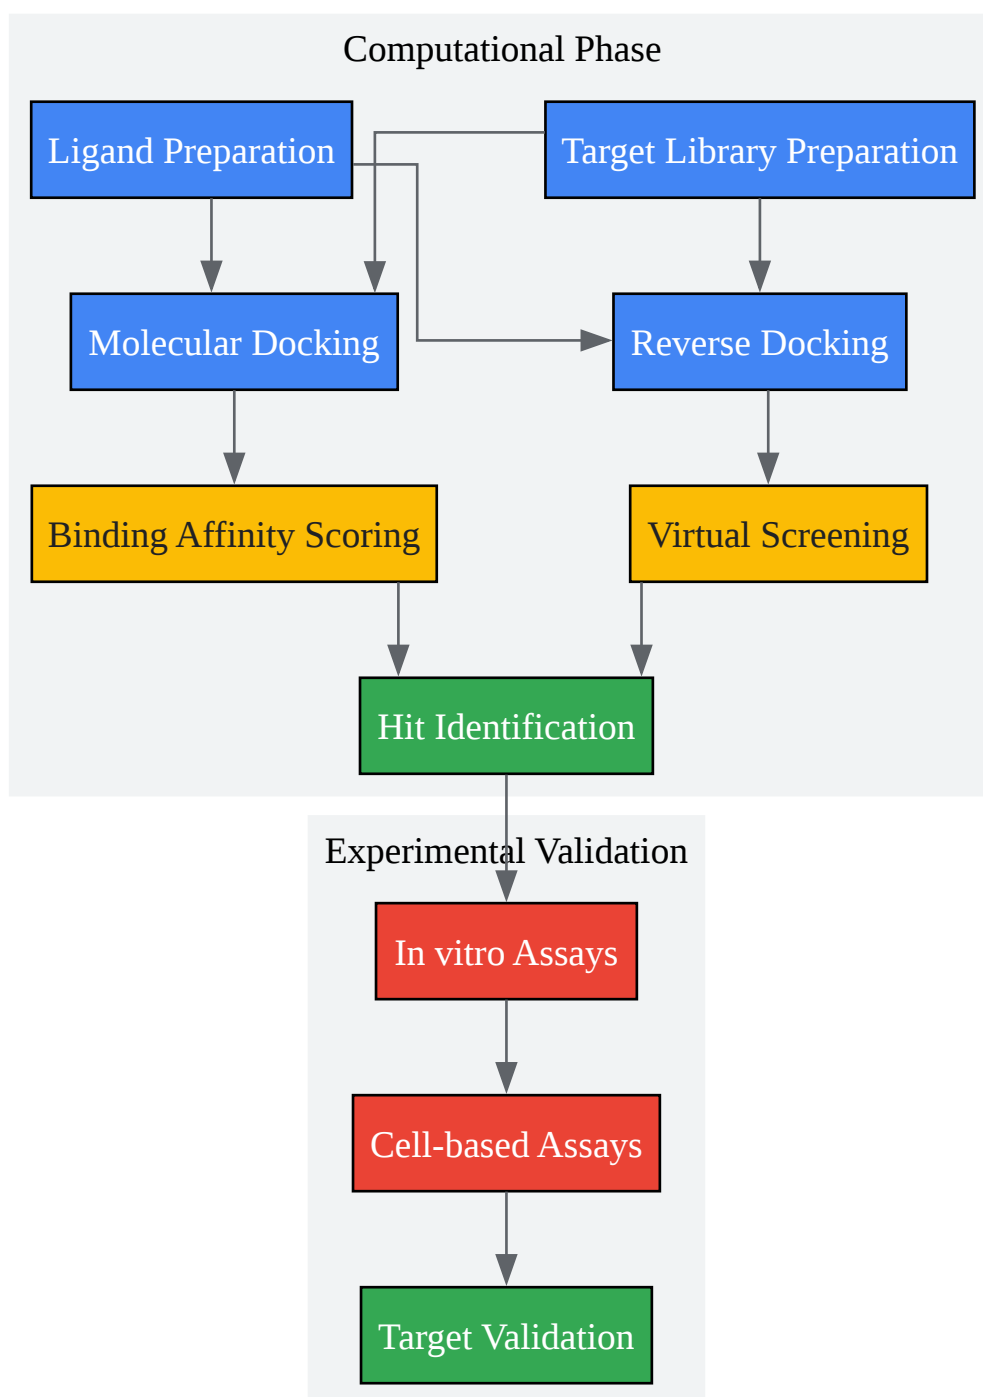 Computational Phase
Ligand Preparation
Target Library Preparation
Molecular Docking
Reverse Docking
Binding Affinity Scoring
Virtual Screening
Hit Identification
Experimental Validation
In vitro Assays
Cell-based Assays
Target Validation